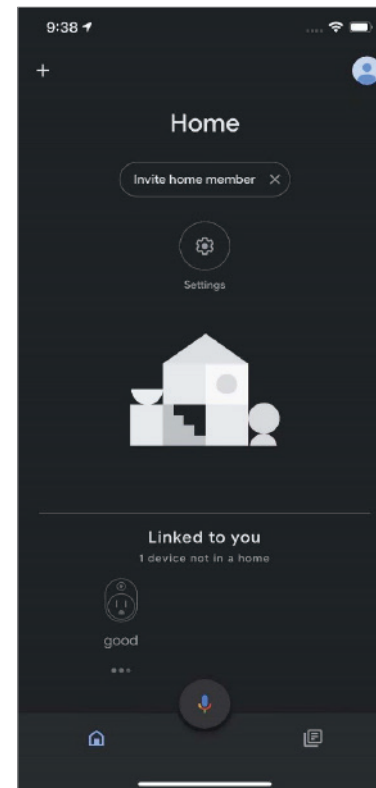 9:38
Home
Invite home member
Settings
Linked to you
1 device not in a home
good